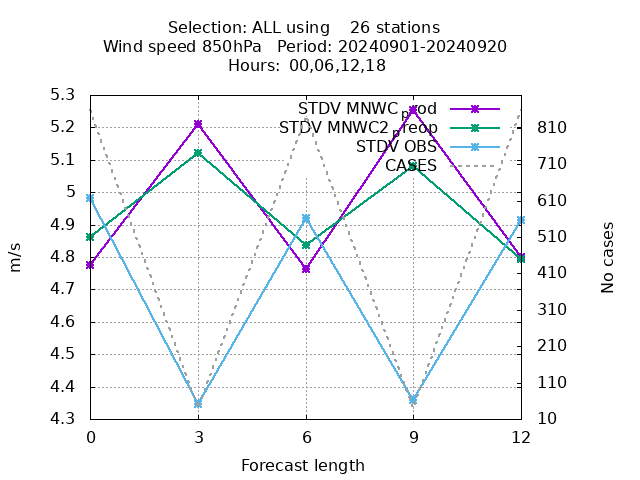 Selection: ALL using    26 stations
Wind speed 850hPa   Period: 20240901-20240920
Hours:  00,06,12,18
5.3
5.2
5.1
5
4.9
4.8
4.7
4.6
4.5
4.4
4.3
m/s
STDV MNWCprod
STDV MNWC2preop
STDV OBS
CASES
810
710
610
510
410
310
210
110
10
No cases
0 3 6 9 12
Forecast length